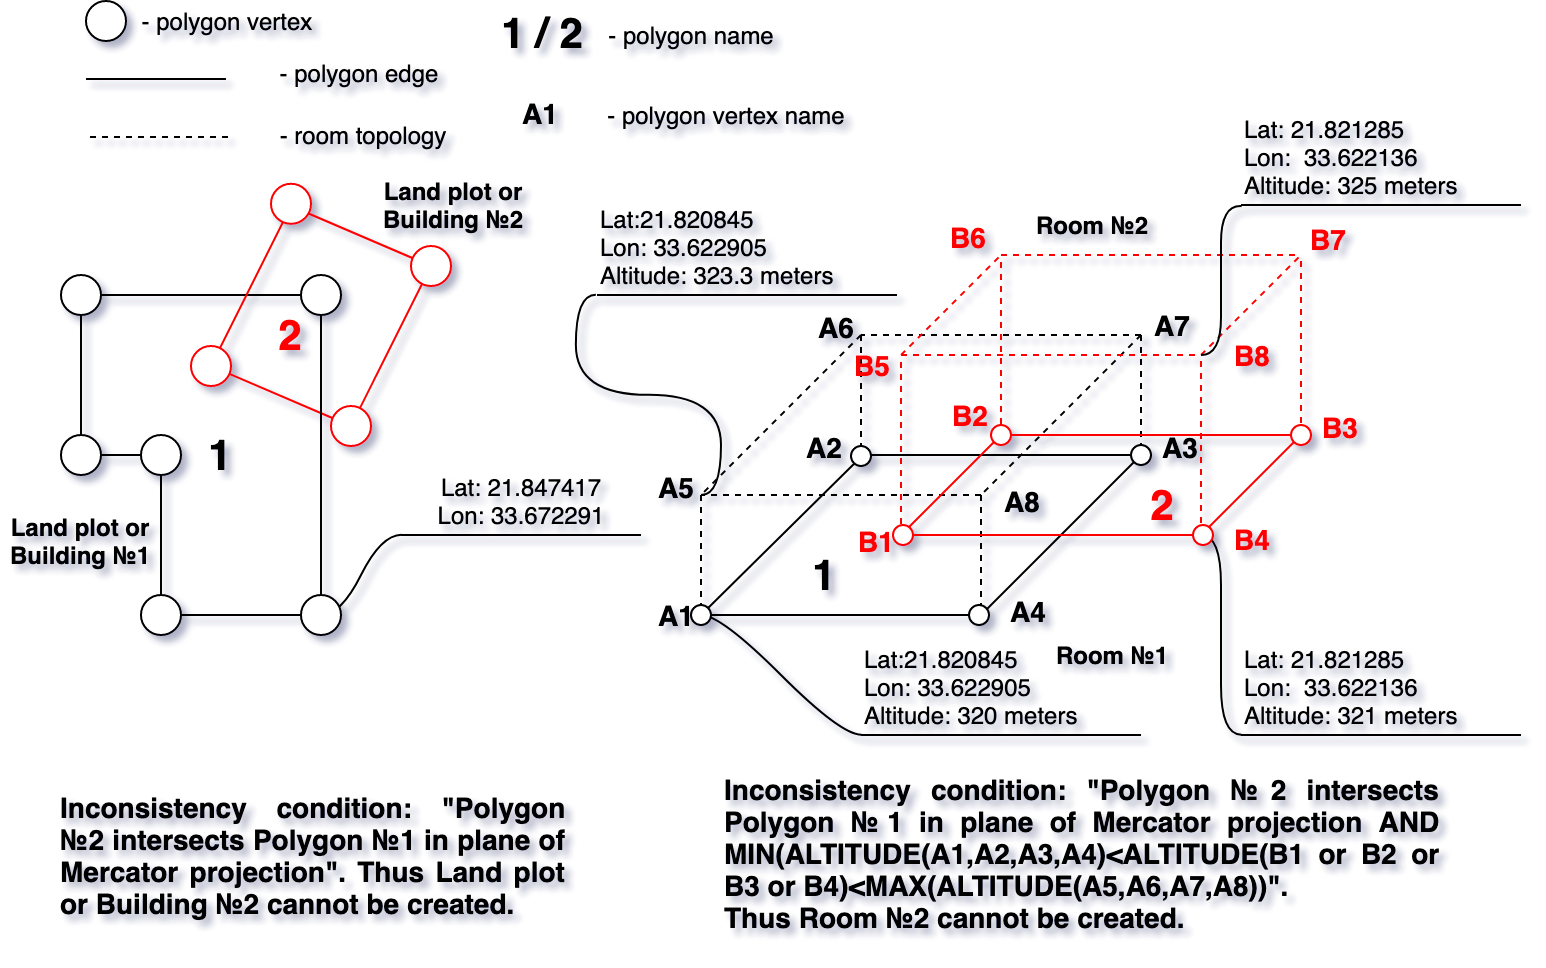 - polygon vertex
- polygon edge
- room topology
1 / 2 - polygon name
A1 - polygon vertex name
Land plot or
Building №2
2
1
Land plot or
Building №1
Lat: 21.847417
Lon: 33.672291
Lat:21.820845
Lon: 33.622905
Altitude: 323.3 meters
Lat: 21.821285
Lon: 33.622136
Altitude: 325 meters
Room №2
B6
B7
A6
A7
B5
B8
B2
B3
A2
A3
A5
A8
2
B1
B4
1
A1
A4
Room №1
Lat:21.820845
Lon: 33.622905
Altitude: 320 meters
Lat: 21.821285
Lon: 33.622136
Altitude: 321 meters
Inconsistency condition: "Polygon
№2 intersects Polygon №1 in plane of
Mercator projection". Thus Land plot
or Building №2 cannot be created.
Inconsistency condition: "Polygon № 2 intersects
Polygon № 1 in plane of Mercator projection AND
MIN(ALTITUDE(A1,A2,A3,A4)<ALTITUDE(B1 or B2 or
B3 or B4)<MAX(ALTITUDE(A5,A6,A7,A8))".
Thus Room №2 cannot be created.